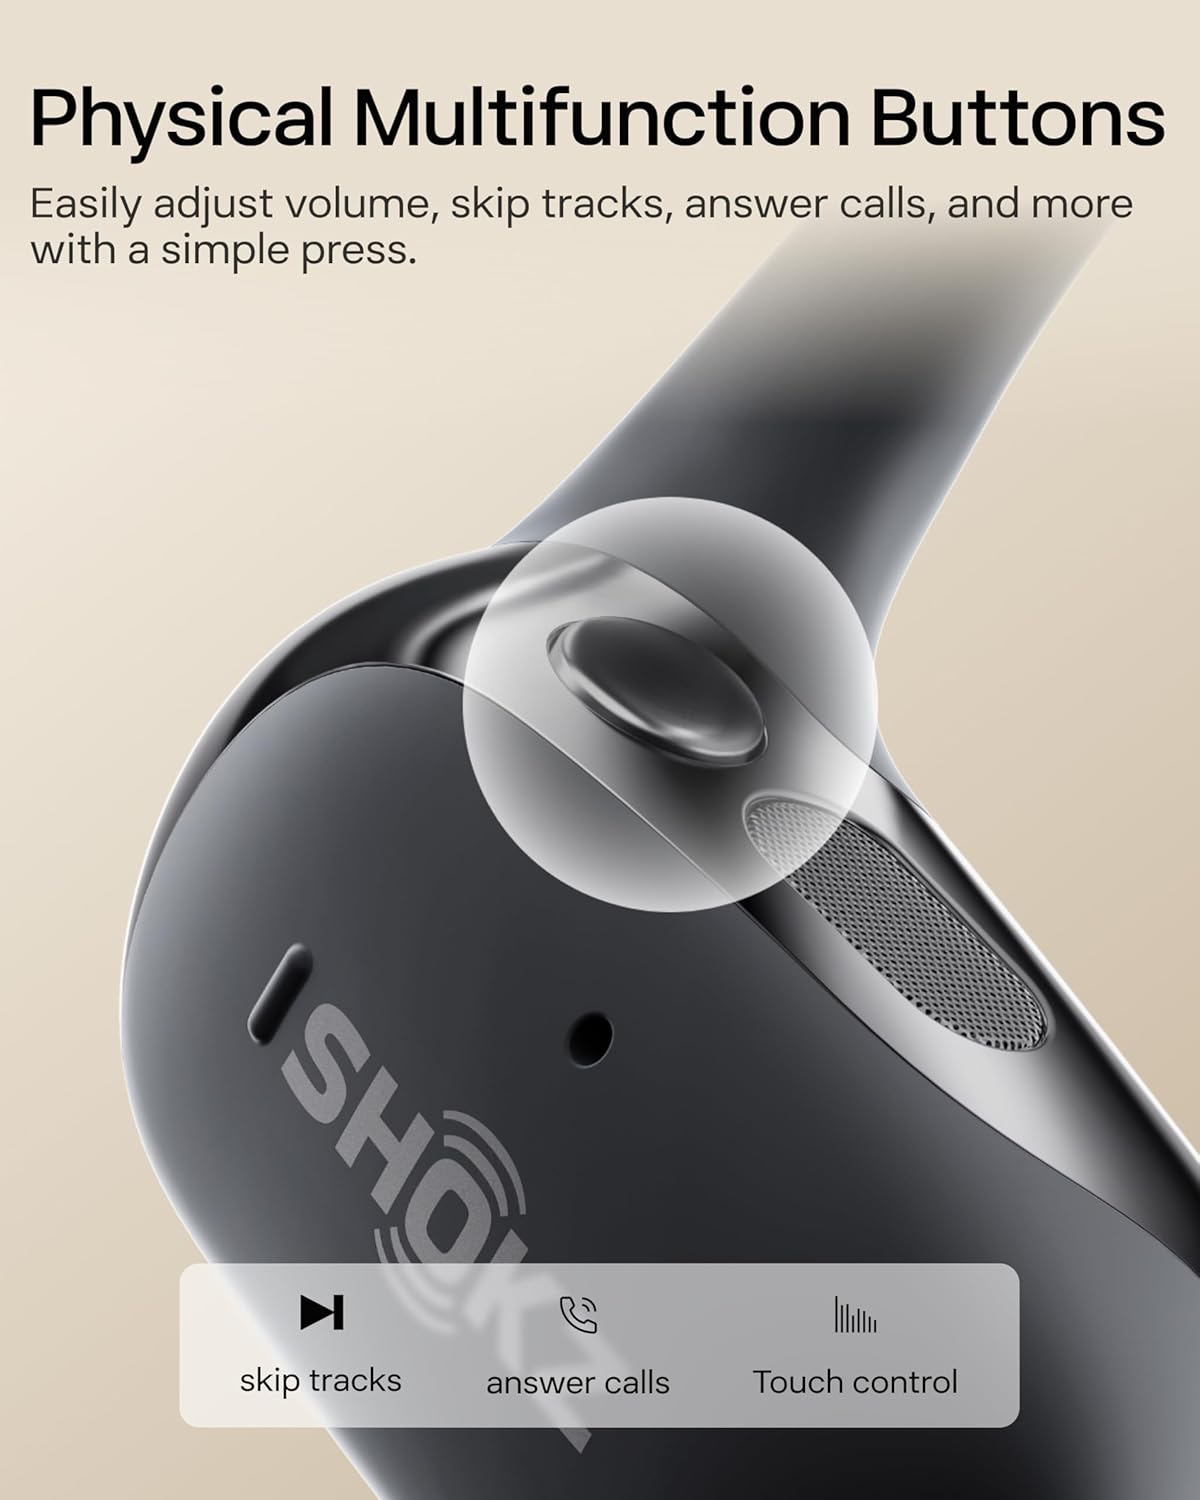 Physical Multifunction Buttons
Easily adjust volume, skip tracks, answer calls, and more
with a simple press.
SHOKZ
skip tracks
answer calls
Touch control